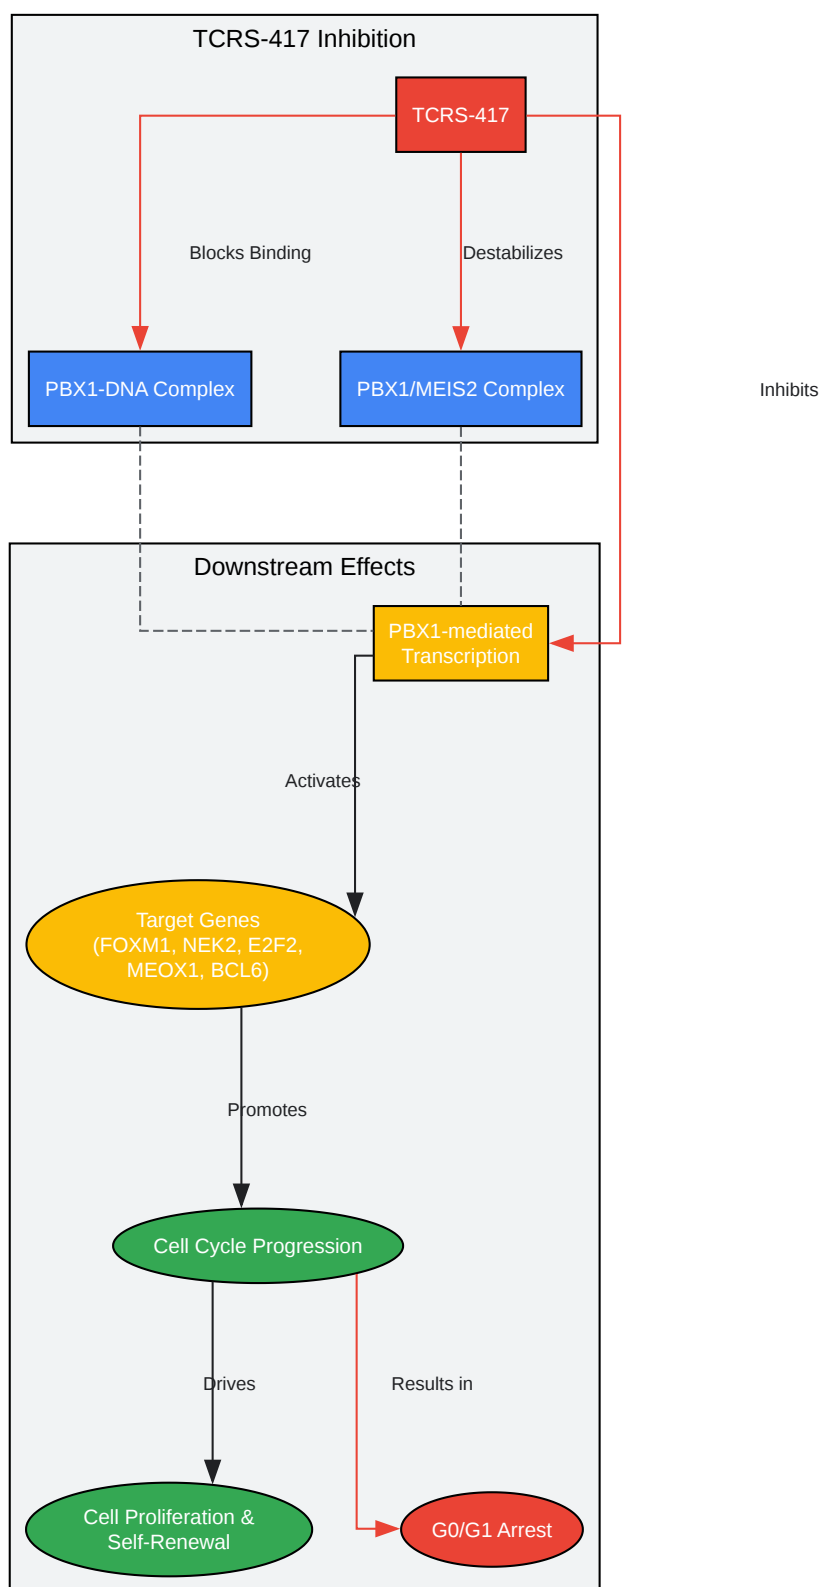 TCRS-417 Inhibition
TCRS-417
Blocks Binding
Destabilizes
PBX1-DNA Complex
PBX1/MEIS2 Complex
Inhibits
Downstream Effects
PBX1-mediated
Transcription
Activates
Target Genes
(FOXM1, NEK2, E2F2,
MEOX1, BCL6)
Promotes
Cell Cycle Progression
Drives
Results in
Cell Proliferation &
Self-Renewal
G0/G1 Arrest